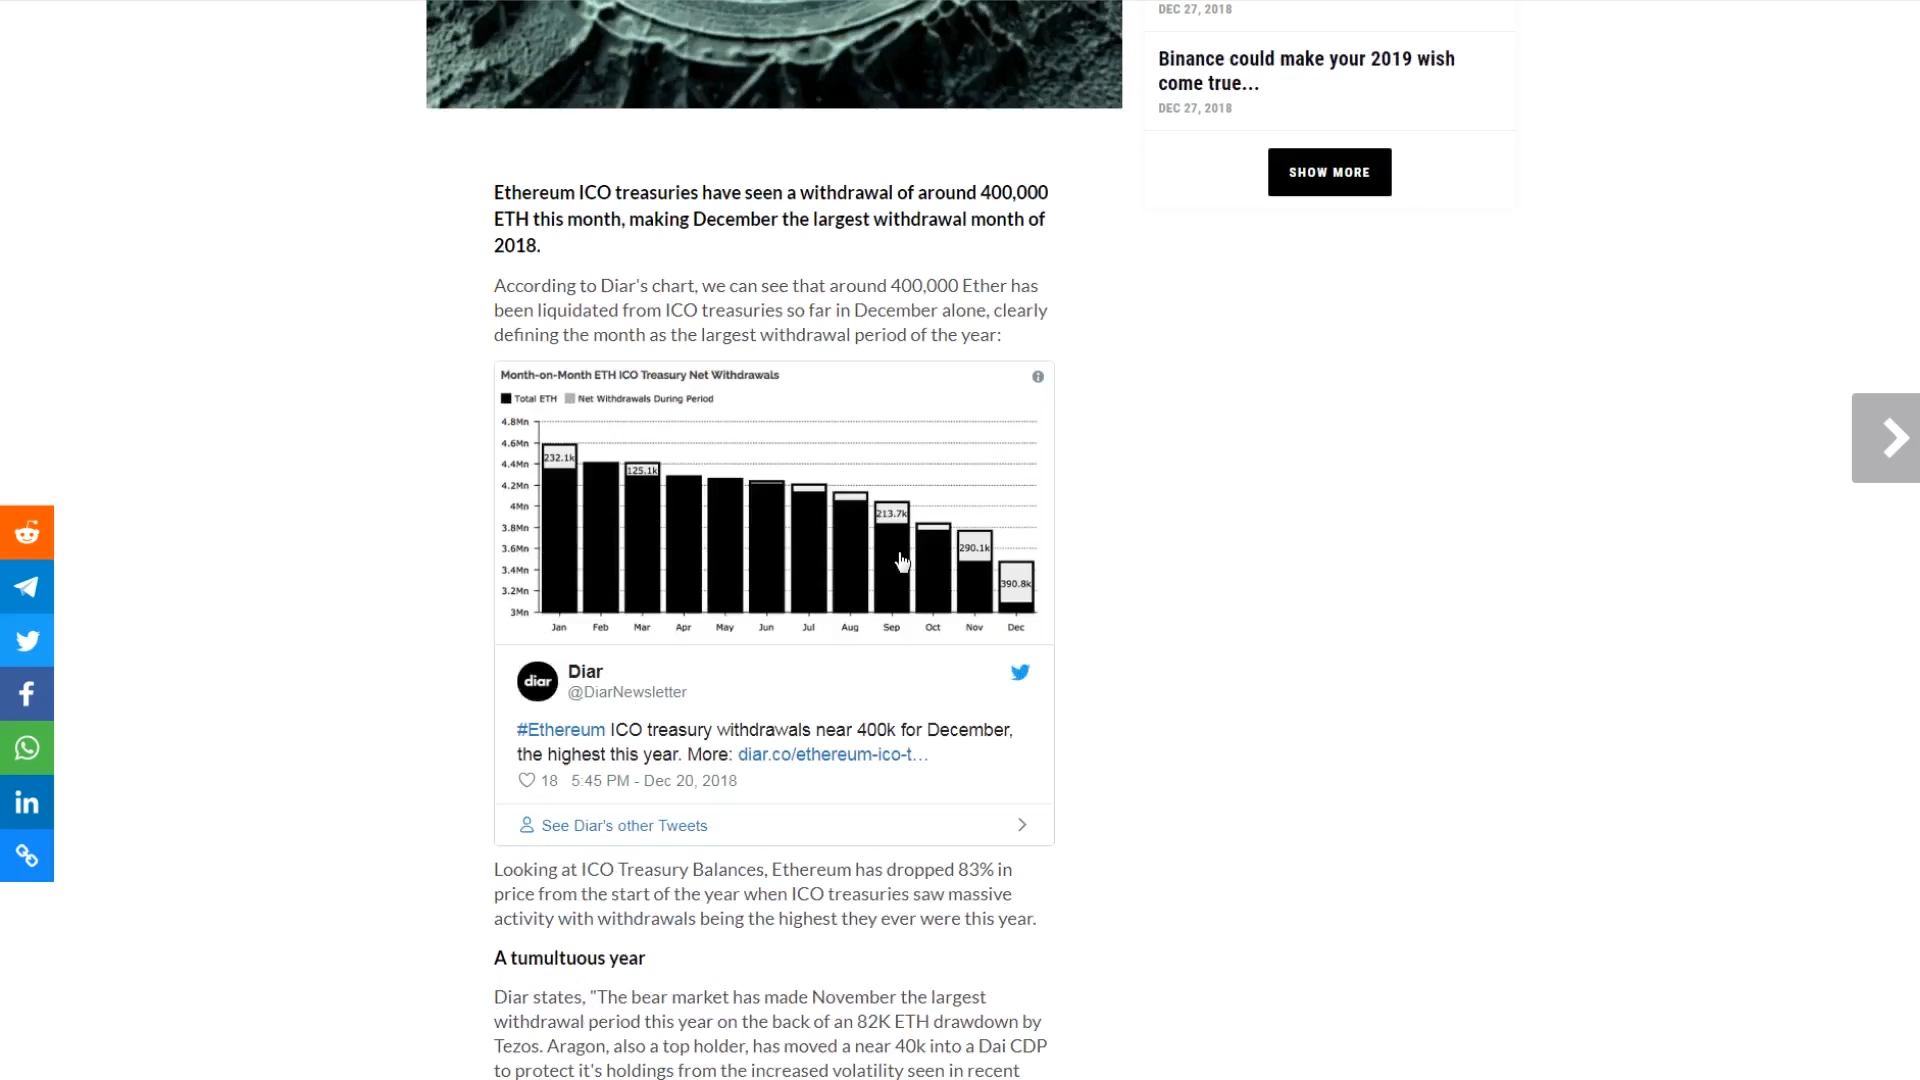 DEC 27, 2018
Binance could make your 2019 wish
come true...
DEC 27, 2018
SHOW MORE
Ethereum ICO treasuries have seen a withdrawal of around 400,000
ETH this month, making December the largest withdrawal month of
2018.
According to Diar's chart, we can see that around 400,000 Ether has
been liquidated from ICO treasuries so far in December alone, clearly
defining the month as the largest withdrawal period of the year:
Month-on-Month ETH ICO Treasury Net Withdrawals
Total ETH Net Withdrawals During Period
4.8Mn
4.6Mn
4.4Mn
4.2Mn
4Mn
3.8Mn
3.6Mn
3.4Mn
3.2Mn
3Mn
232.1k
125.1k
213.7k
290.1k
390.8k
Jan Feb Mar Apr May Jun Jul Aug Sep Oct Nov Dec
diar
Diar
@DiarNewsletter
#Ethereum ICO treasury withdrawals near 400k for December,
the highest this year. More: diar.co/ethereum-ico-t…
18 5:45 PM - Dec 20, 2018
See Diar's other Tweets
Looking at ICO Treasury Balances, Ethereum has dropped 83% in
price from the start of the year when ICO treasuries saw massive
activity with withdrawals being the highest they ever were this year.
A tumultuous year
Diar states, "The bear market has made November the largest
withdrawal period this year on the back of an 82K ETH drawdown by
Tezos. Aragon, also a top holder, has moved a near 40k into a Dai CDP
to protect it's holdings from the increased volatility seen in recent